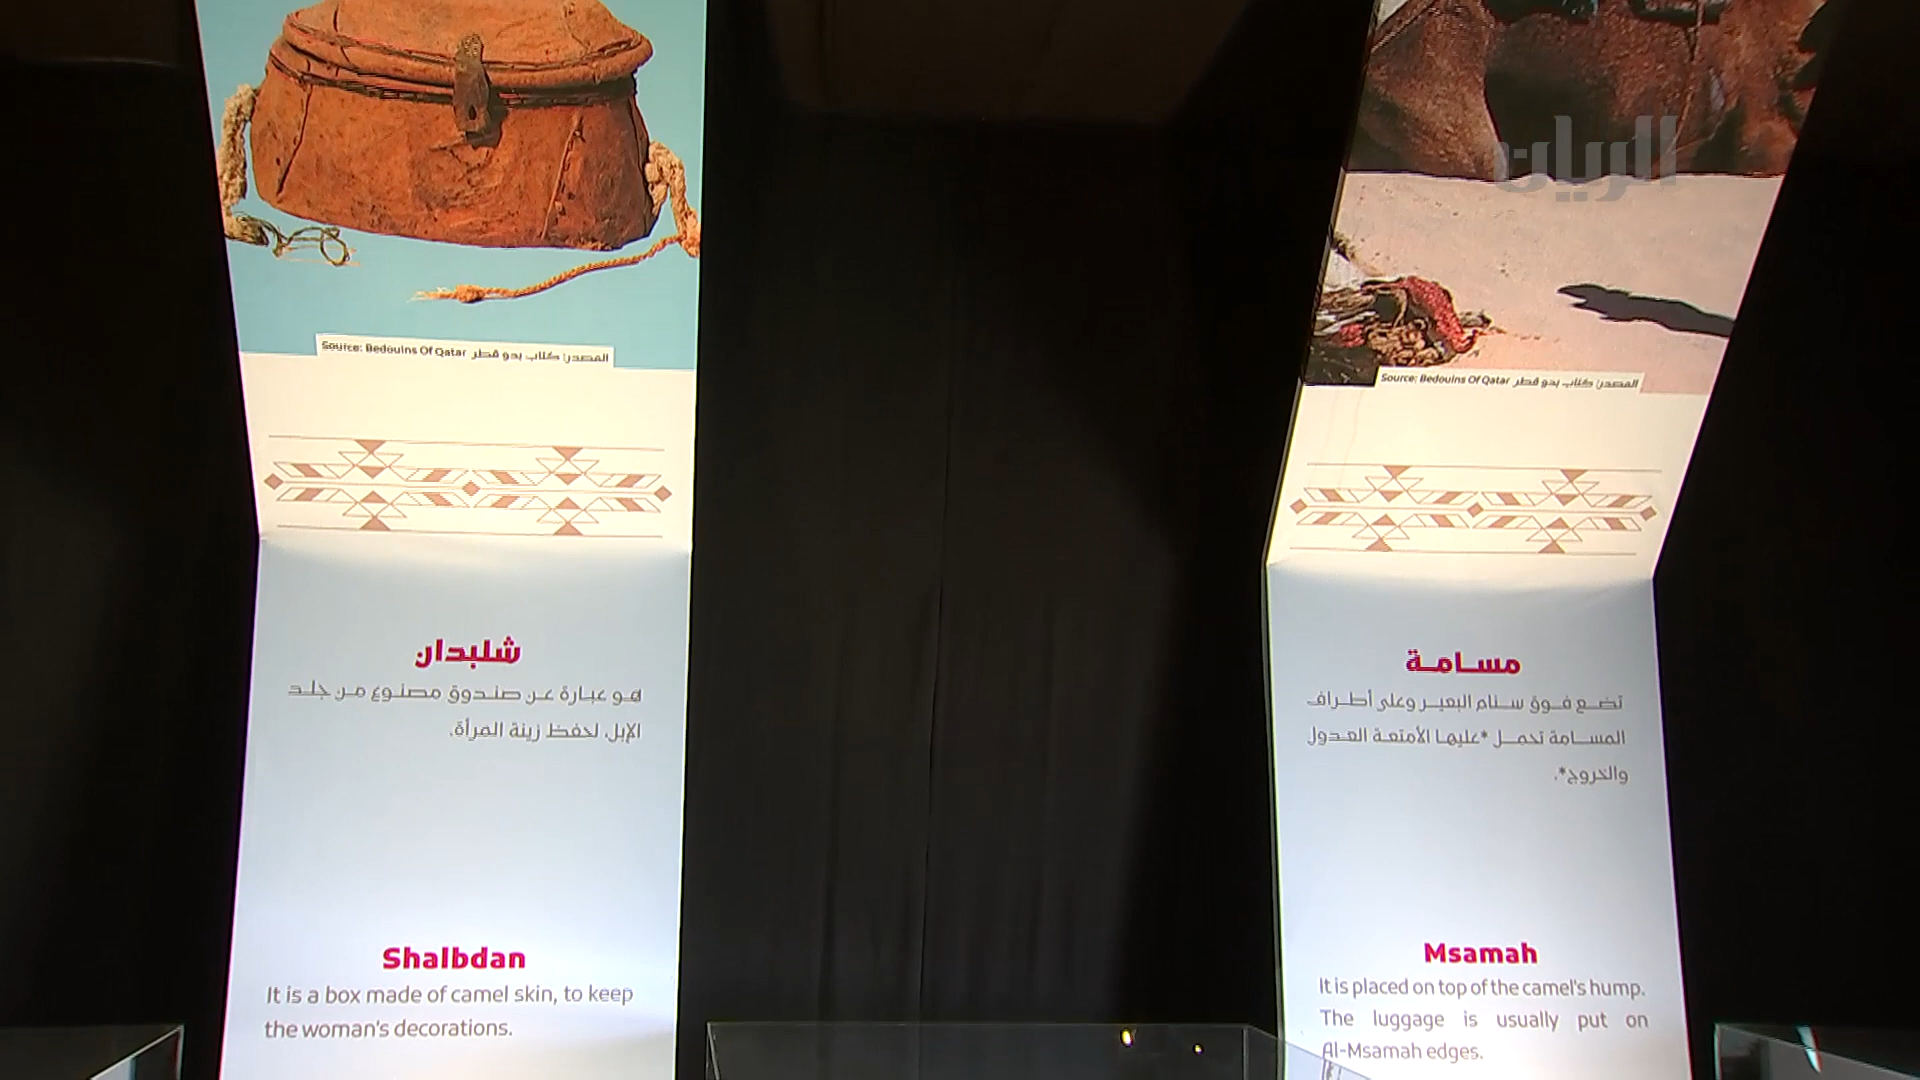 الريان
Source: Bedouins Of Qatar المصدر: كتاب بدو قطر
شلبدان
هو عبارة عن صندوق مصنوع من جلد
الإبل، لحفظ زينة المرأة.
Shalbdan
It is a box made of camel skin, to keep
the woman's decorations.
Source: Bedouins Of Qatar المصدر: كتاب بدو قطر
مسامة
تضع فوق سنام البعير وعلى أطراف
المسامة تحمل *عليها الأمتعة العدول
والخروج*.
Msamah
It is placed on top of the camel's hump.
The luggage is usually put on
Al-Msamah edges.